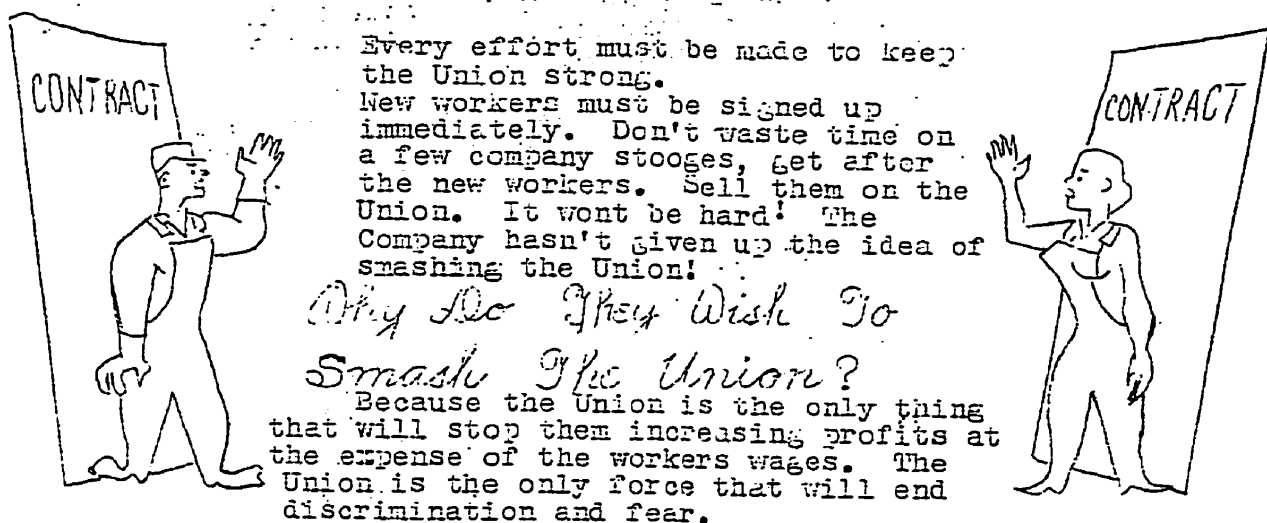 CONTRACT
CONTRACT
Every effort must be made to keep
the Union strong.
New workers must be signed up
immediately. Don't waste time on
a few company stooges, get after
the new workers. Sell them on the
Union. It wont be hard! The
Company hasn't given up the idea of
smashing the Union!
Why Do They Wish To
Smash The Union?
Because the Union is the only thing
that will stop them increasing profits at
the expense of the workers wages. The
Union is the only force that will end
discrimination and fear.